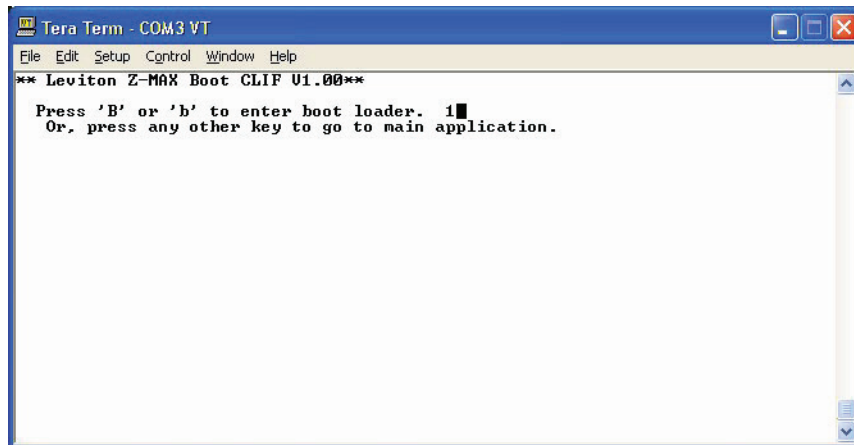 Tera Term - COM3 VT
File Edit Setup Control Window Help
** Leviton Z-MAX Boot CLIF V1.00**
Press 'B' or 'b' to enter boot loader. 1
Or, press any other key to go to main application.